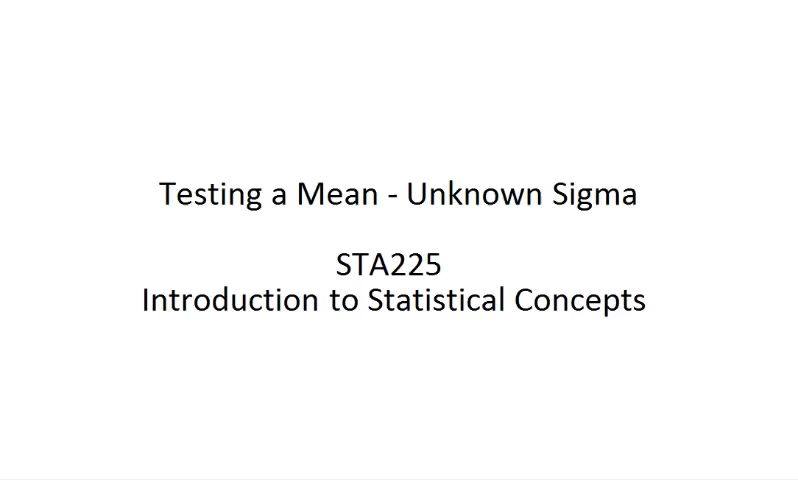 Testing a Mean - Unknown Sigma
STA225
Introduction to Statistical Concepts